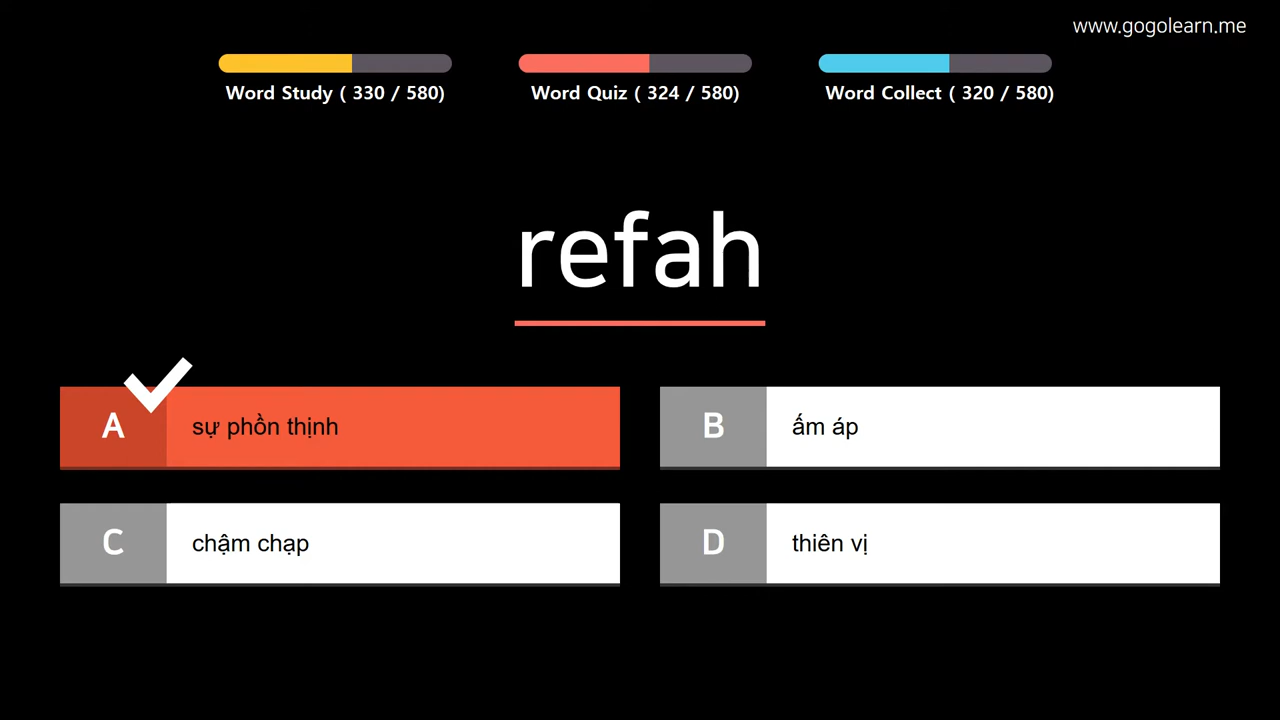 www.gogolearn.me
Word Study ( 330 / 580)
Word Quiz ( 324 / 580)
Word Collect ( 320 / 580)
refah
A sự phồn thịnh
B ấm áp
C chậm chạp
D thiên vị